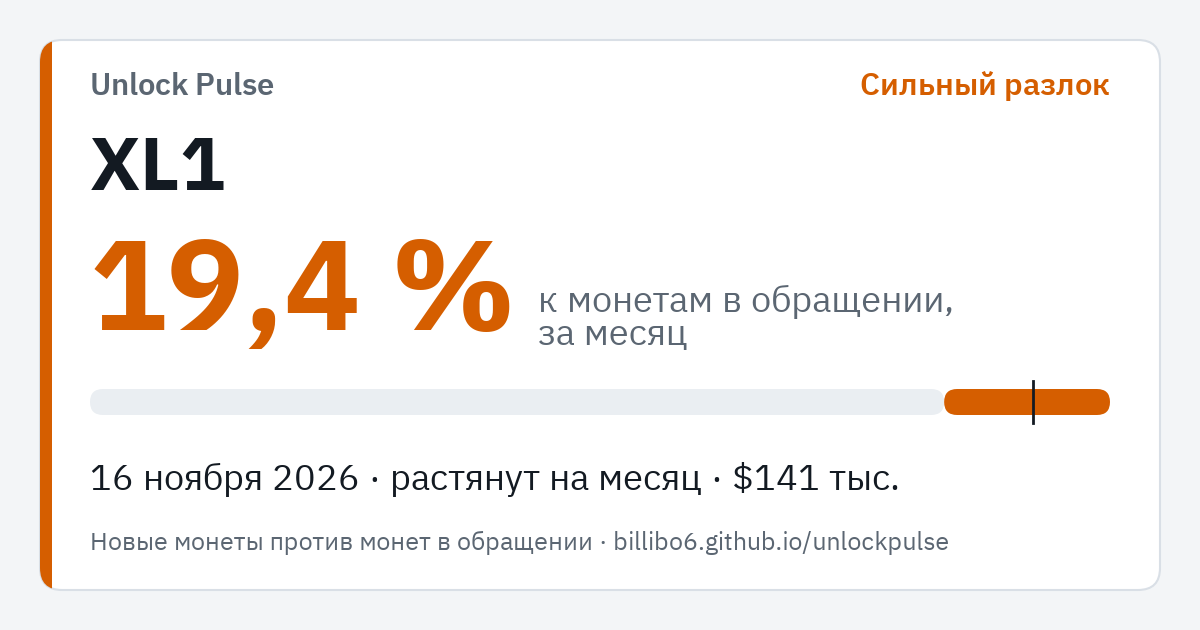 Unlock Pulse
Сильный разлок
XL1
19,4 %
к монетам в обращении,
за месяц
16 ноября 2026 · растянут на месяц · $141 тыс.
Новые монеты против монет в обращении · billibo6.github.io/unlockpulse